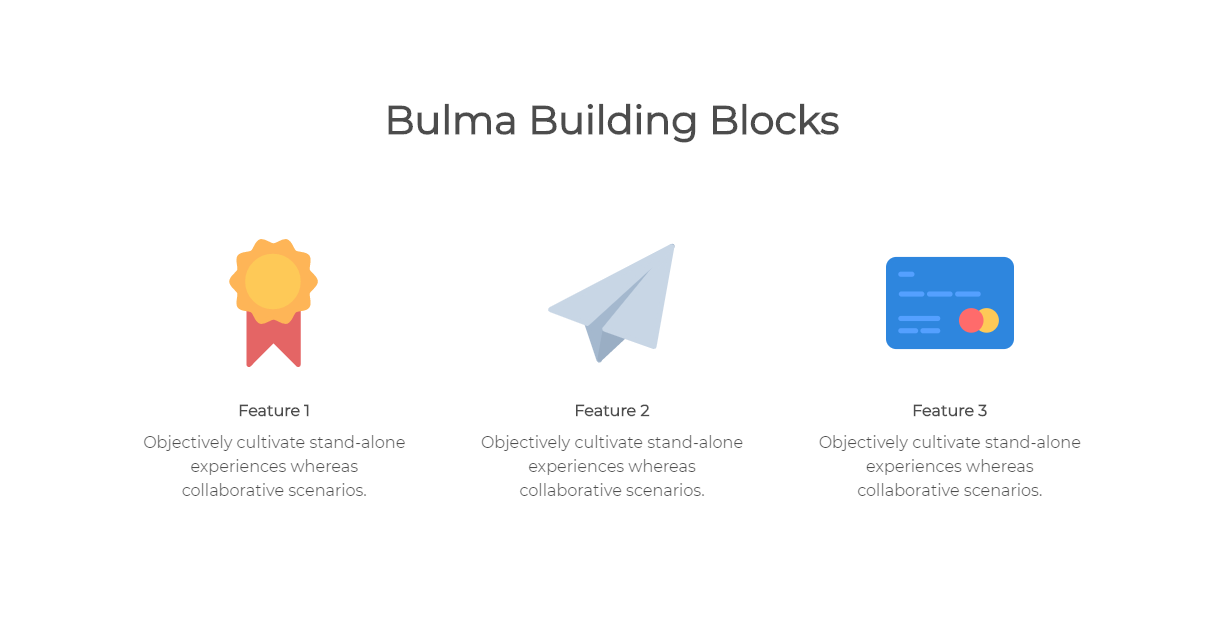 Bulma Building Blocks
Feature 1
Objectively cultivate stand-alone
experiences whereas
collaborative scenarios.
Feature 2
Objectively cultivate stand-alone
experiences whereas
collaborative scenarios.
Feature 3
Objectively cultivate stand-alone
experiences whereas
collaborative scenarios.